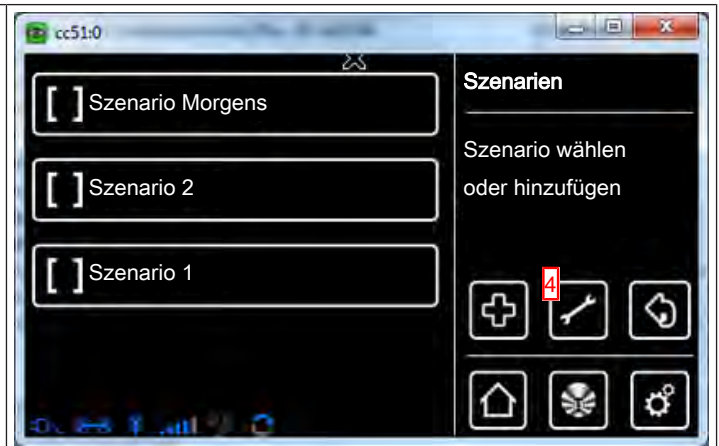 cc51:0
Szenario Morgens
Szenario 2
Szenario 1
Szenarien
Szenario wählen
oder hinzufügen
4